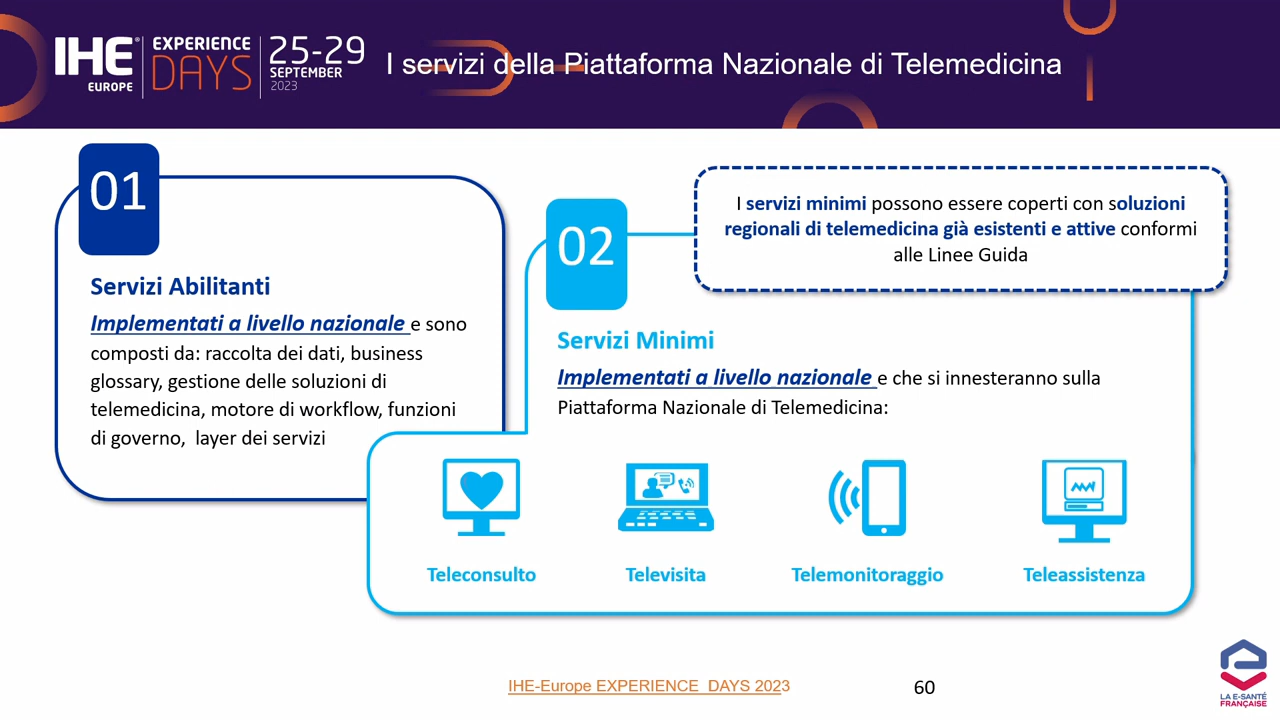 IHE EUROPE
EXPERIENCE DAYS
25-29 SEPTEMBER 2023
I servizi della Piattaforma Nazionale di Telemedicina
01
Servizi Abilitanti
Implementati a livello nazionale e sono
composti da: raccolta dei dati, business
glossary, gestione delle soluzioni di
telemedicina, motore di workflow, funzioni
di governo, layer dei servizi
02
I servizi minimi possono essere coperti con soluzioni
regionali di telemedicina già esistenti e attive conformi
alle Linee Guida
Servizi Minimi
Implementati a livello nazionale e che si innesteranno sulla
Piattaforma Nazionale di Telemedicina:
Teleconsulto
Televisita
Telemonitoraggio
Teleassistenza
IHE-Europe EXPERIENCE DAYS 2023
60
LA E-SANTÉ
FRANÇAISE